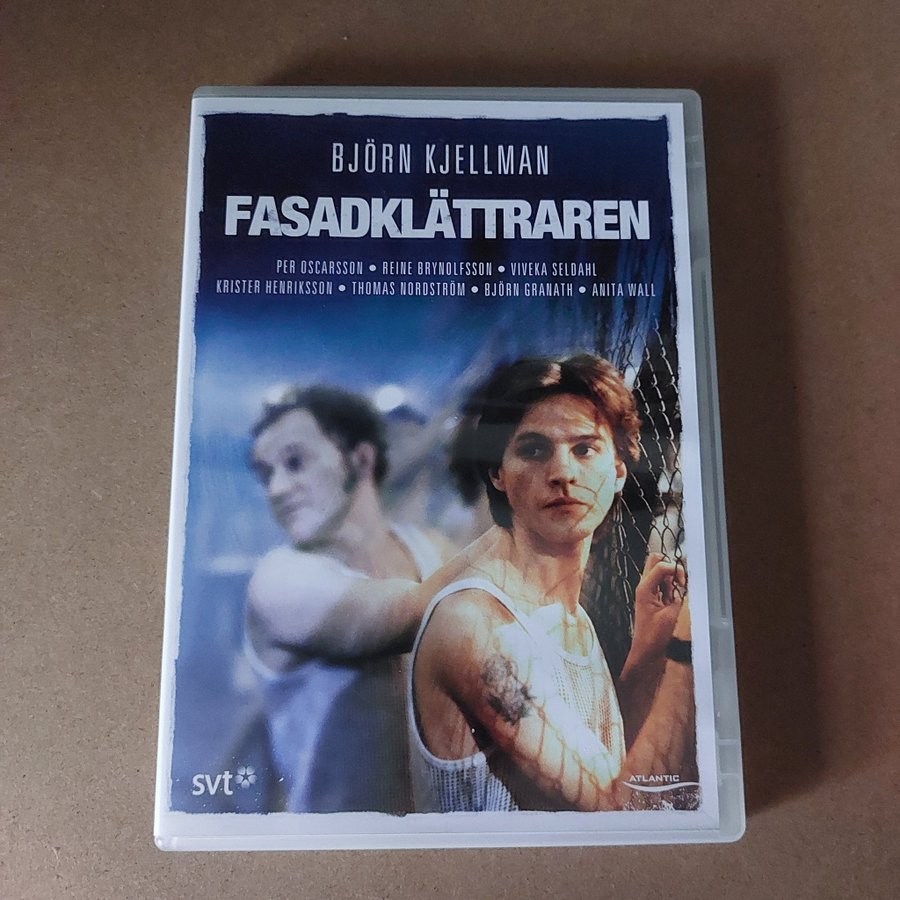 BJÖRN KJELLMAN
FASADKLÄTTRAREN
PER OSCARSSON • REINE BRYNOLFSSON • VIVEKA SELDAHL
KRISTER HENRIKSSON • THOMAS NORDSTRÖM • BJÖRN GRANATH • ANITA WALL
svt
ATLANTIC